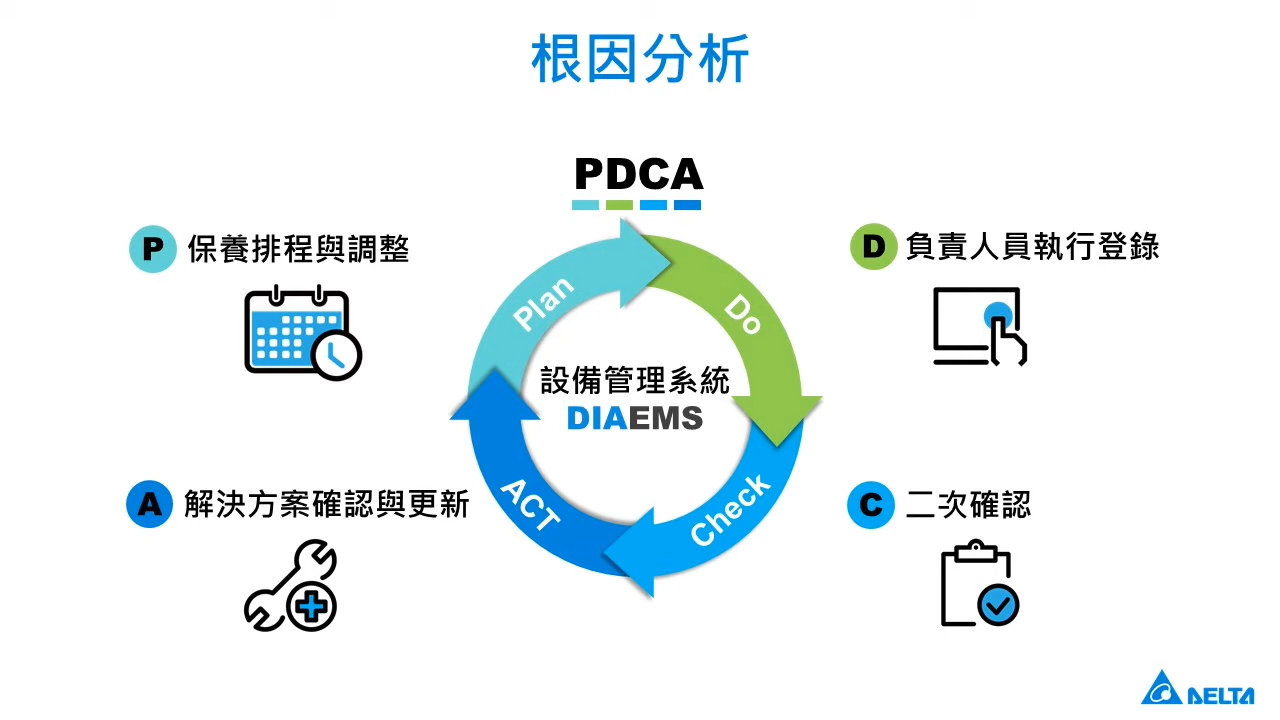 根因分析
PDCA
P 保養排程與調整
D 負責人員執行登錄
Plan
Do
設備管理系統
DIAEMS
ACT
Check
A 解決方案確認與更新
C 二次確認
DELTA